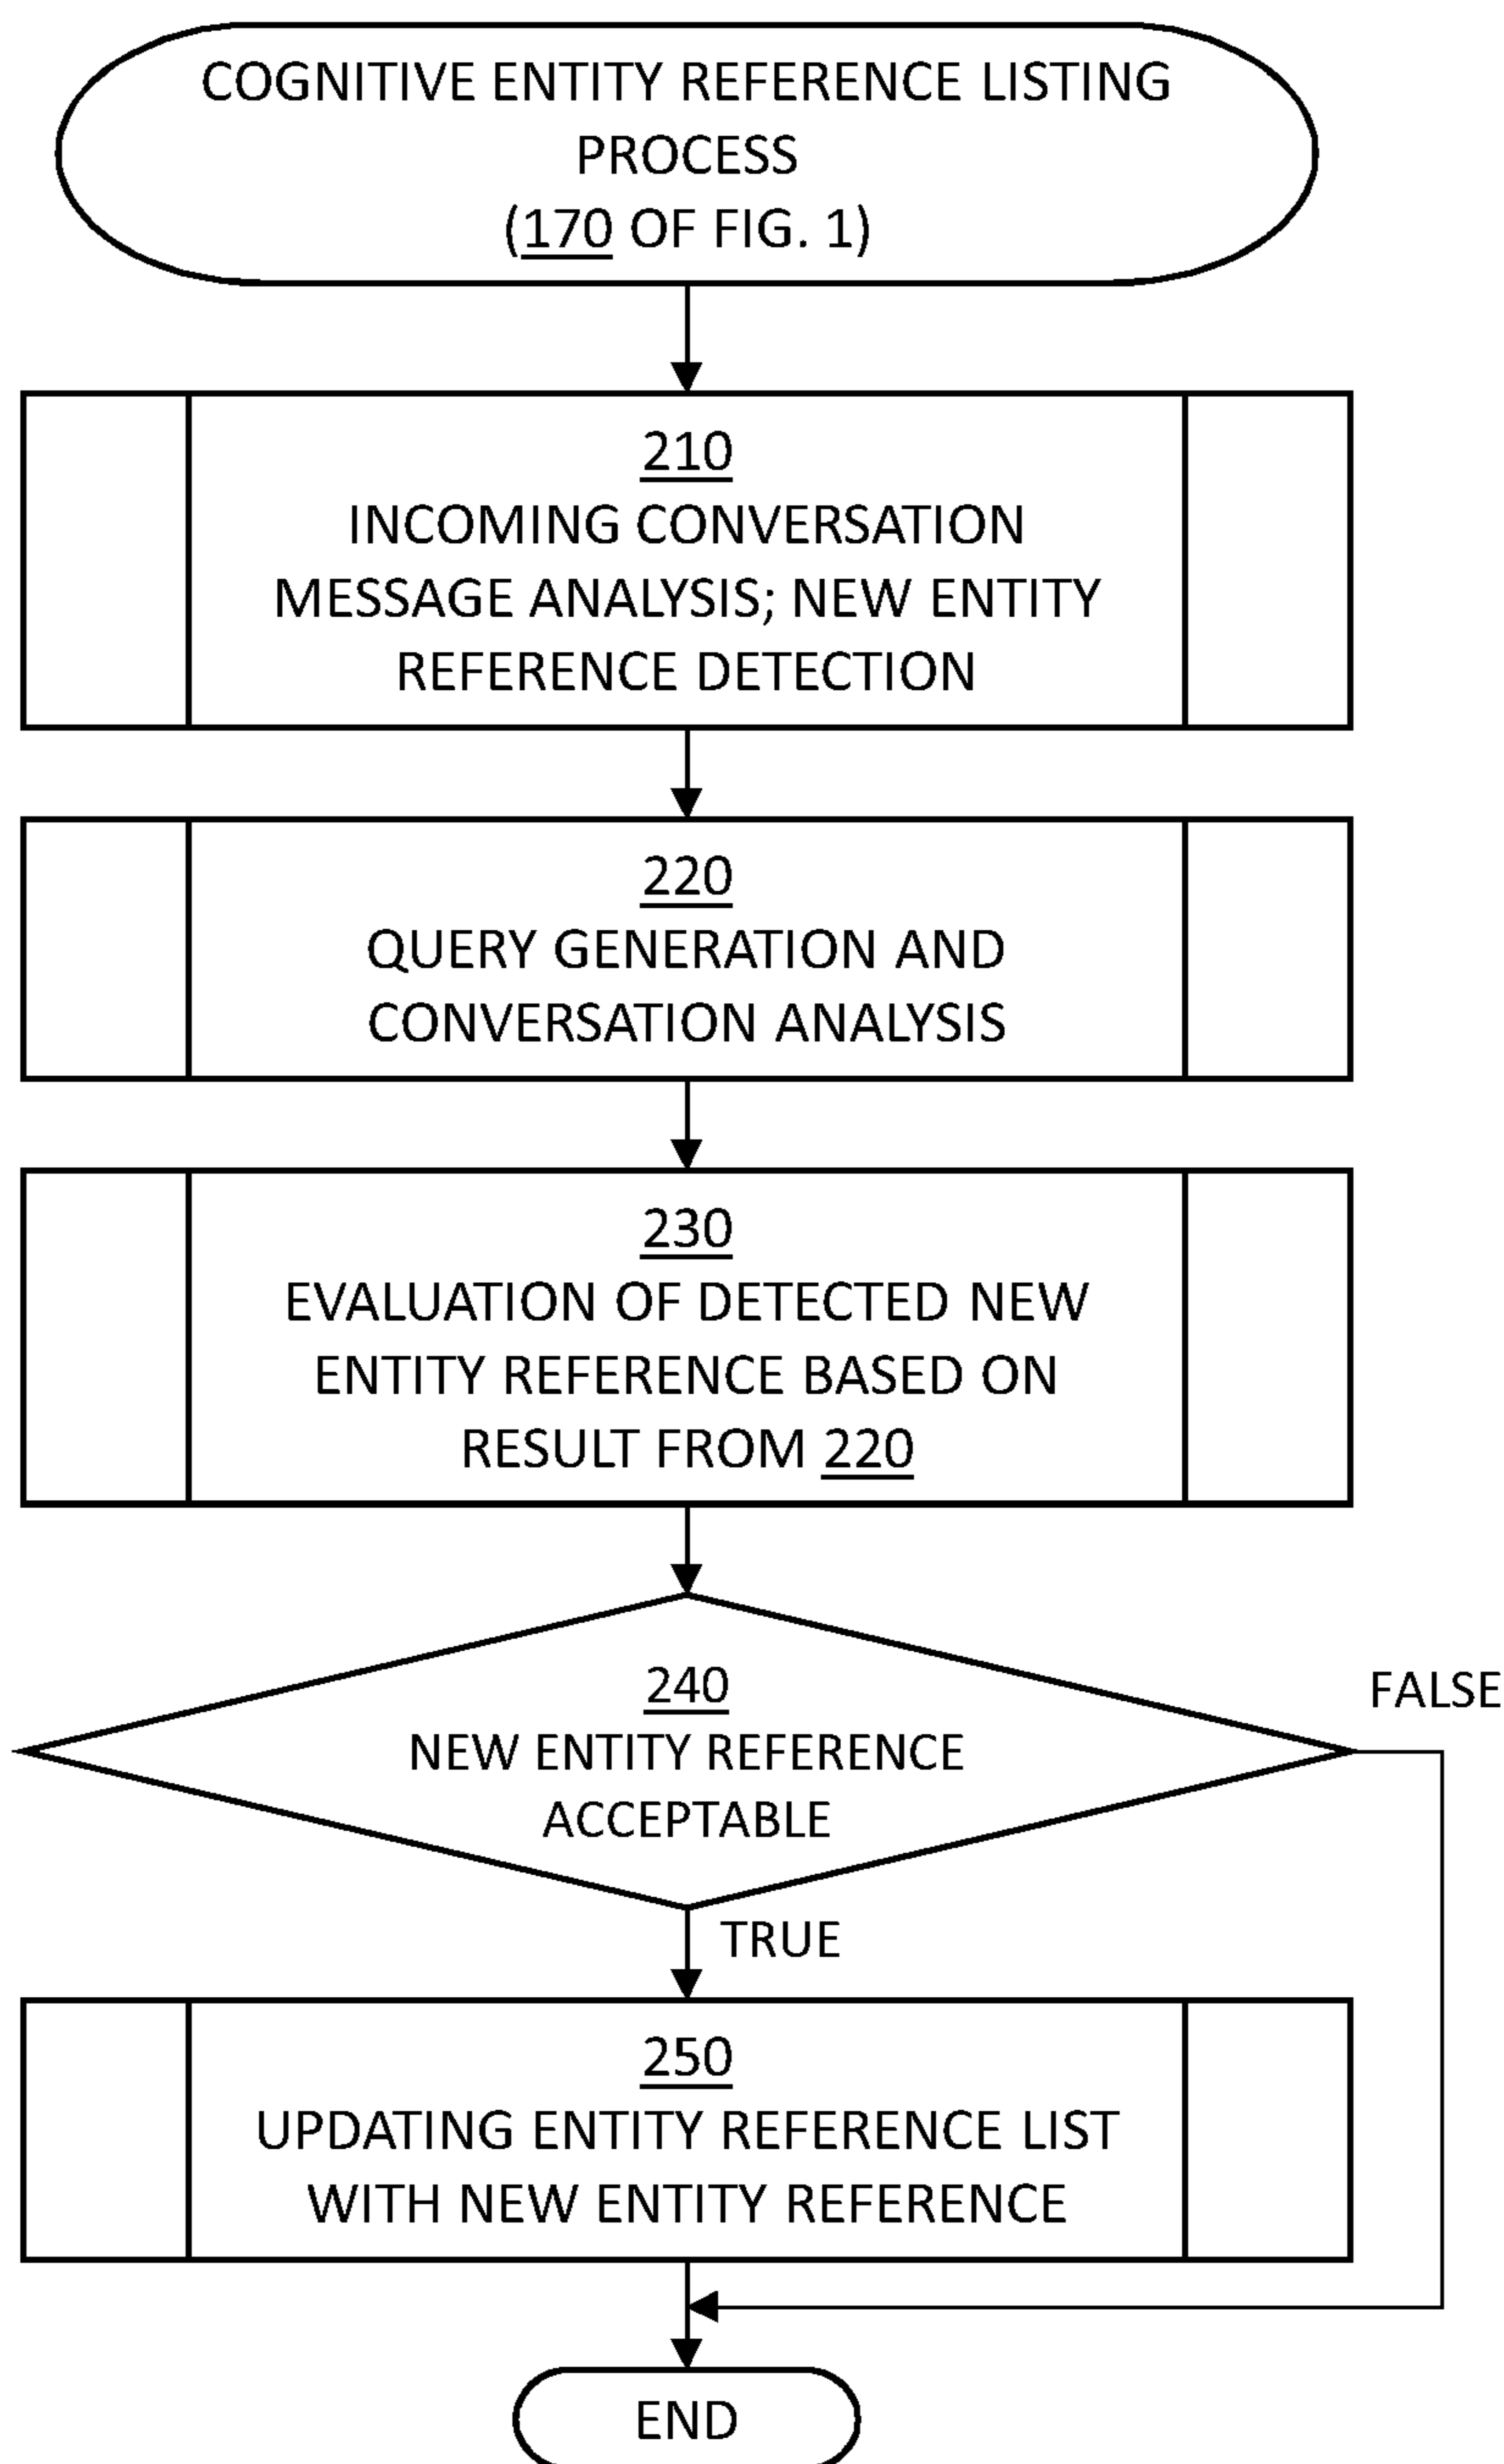 COGNITIVE ENTITY REFERENCE LISTING
PROCESS
(170 OF FIG. 1)
210
INCOMING CONVERSATION
MESSAGE ANALYSIS; NEW ENTITY
REFERENCE DETECTION
220
QUERY GENERATION AND
CONVERSATION ANALYSIS
230
EVALUATION OF DETECTED NEW
ENTITY REFERENCE BASED ON
RESULT FROM 220
240
NEW ENTITY REFERENCE
ACCEPTABLE
FALSE
TRUE
250
UPDATING ENTITY REFERENCE LIST
WITH NEW ENTITY REFERENCE
END